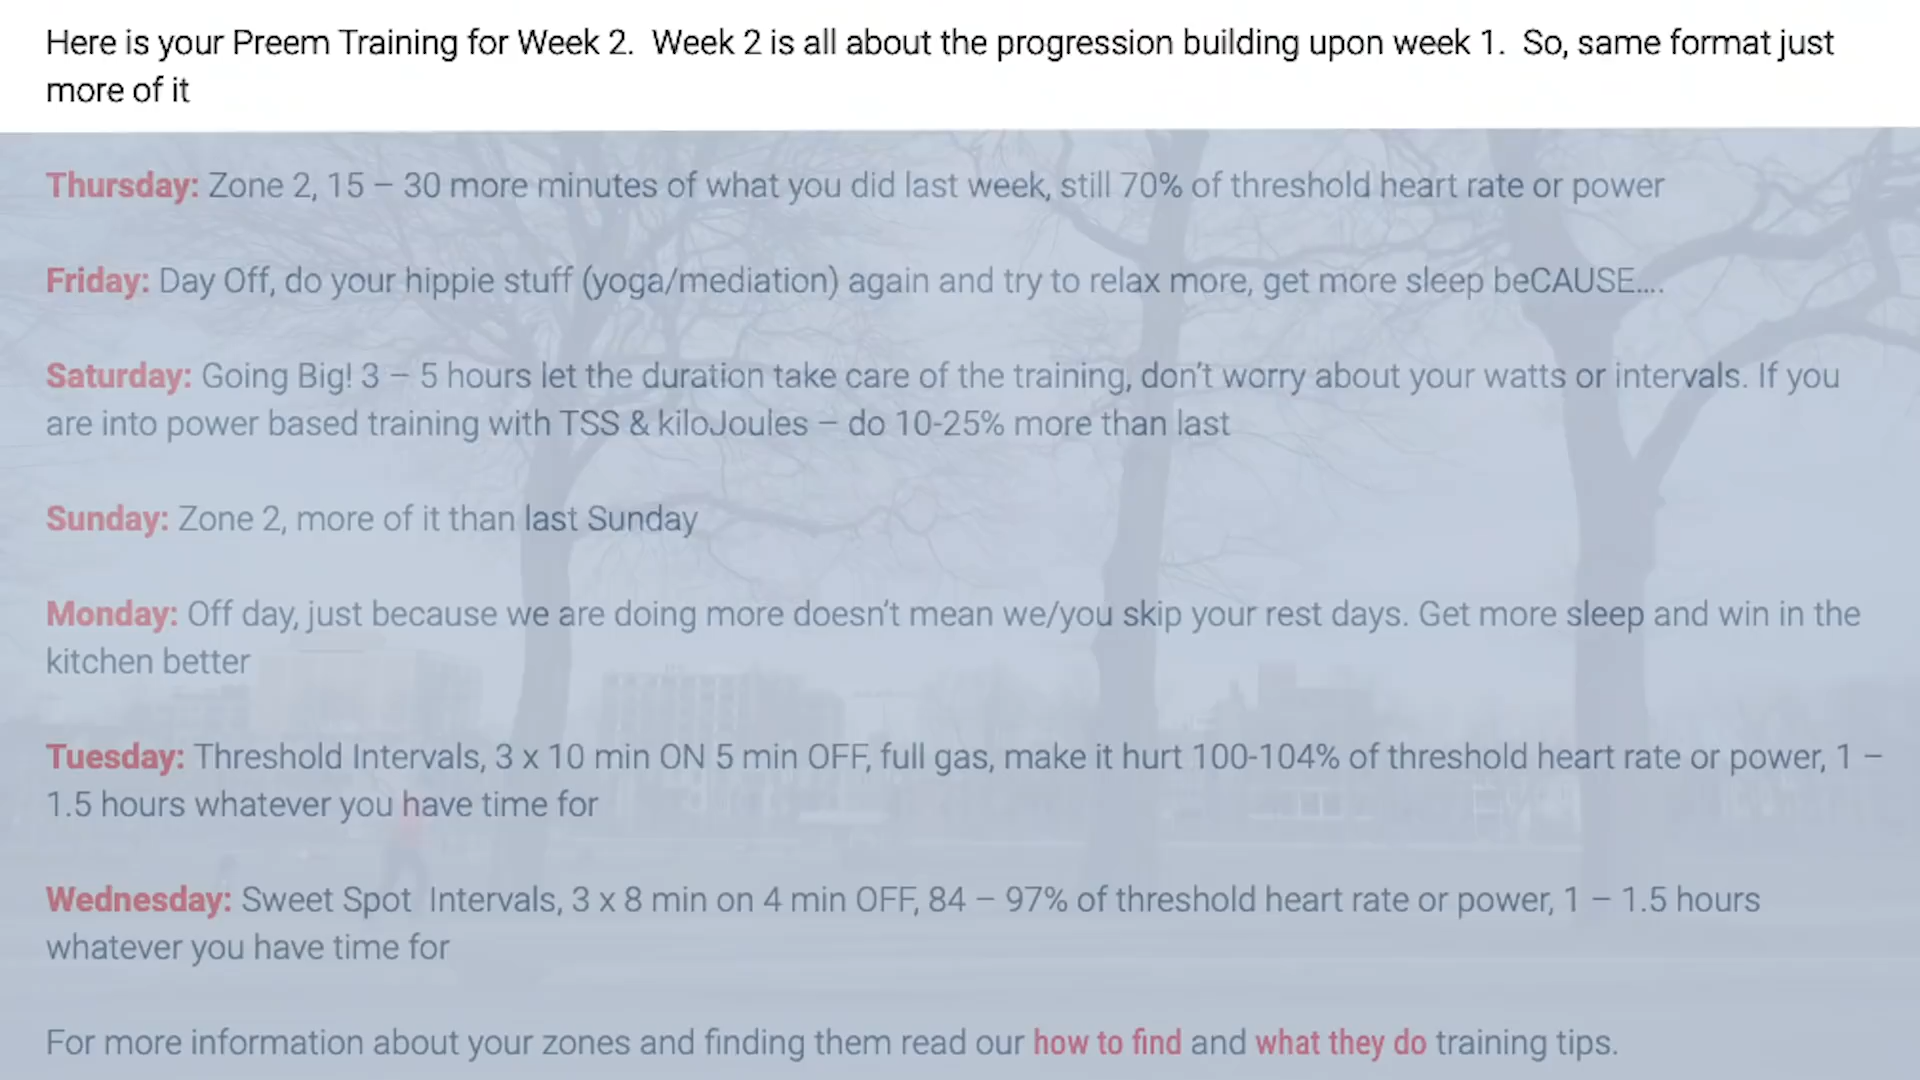 Here is your Preem Training for Week 2.  Week 2 is all about the progression building upon week 1.  So, same format just
more of it
Thursday: Zone 2, 15 – 30 more minutes of what you did last week, still 70% of threshold heart rate or power
Friday: Day Off, do your hippie stuff (yoga/mediation) again and try to relax more, get more sleep beCAUSE….
Saturday: Going Big! 3 – 5 hours let the duration take care of the training, don’t worry about your watts or intervals. If you
are into power based training with TSS & kiloJoules – do 10-25% more than last
Sunday: Zone 2, more of it than last Sunday
Monday: Off day, just because we are doing more doesn’t mean we/you skip your rest days. Get more sleep and win in the
kitchen better
Tuesday: Threshold Intervals, 3 x 10 min ON 5 min OFF, full gas, make it hurt 100-104% of threshold heart rate or power, 1 –
1.5 hours whatever you have time for
Wednesday: Sweet Spot  Intervals, 3 x 8 min on 4 min OFF, 84 – 97% of threshold heart rate or power, 1 – 1.5 hours
whatever you have time for
For more information about your zones and finding them read our how to find and what they do training tips.